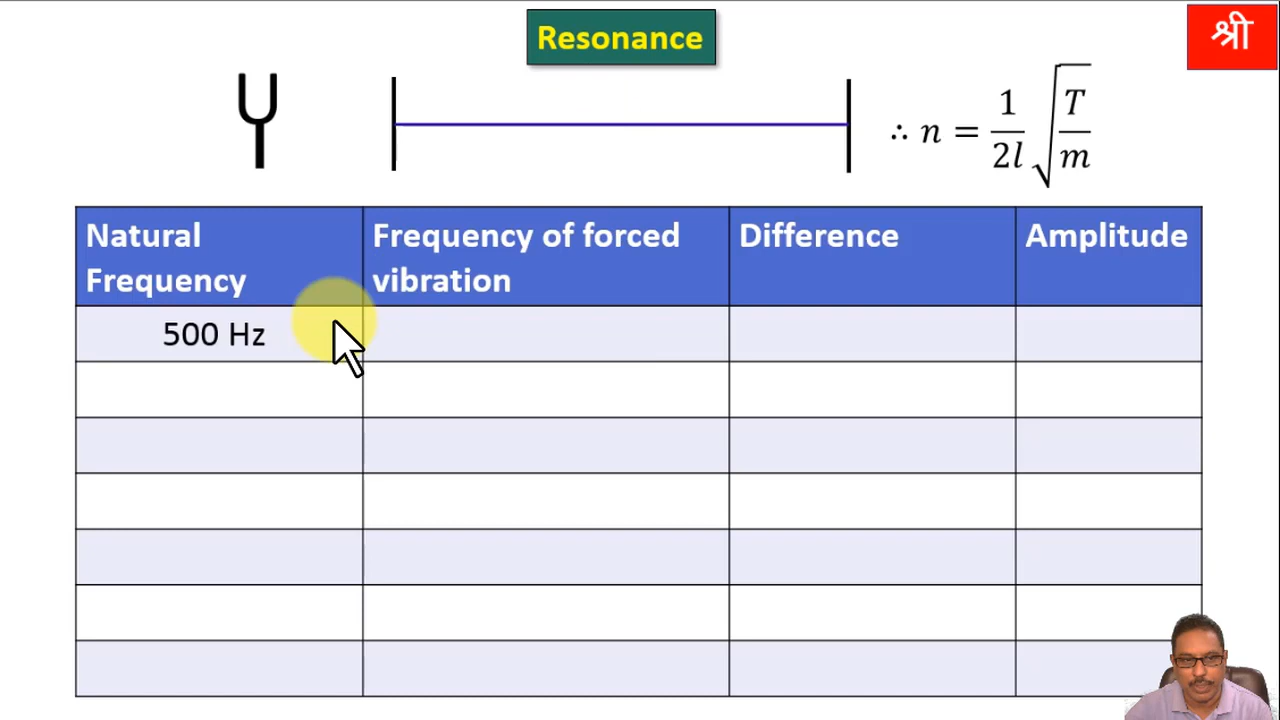 Resonance
श्री
∴ n = 1/2l √T/m
Natural Frequency of forced Difference Amplitude
Frequency vibration
500 Hz